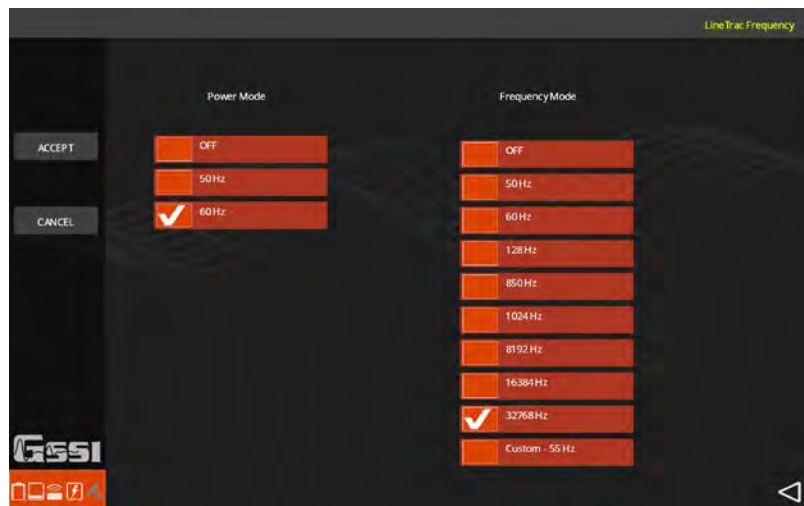 LineTrac Frequency
Power Mode
Frequency Mode
ACCEPT
CANCEL
OFF
50 Hz
60 Hz
OFF
50 Hz
60 Hz
128 Hz
850 Hz
1024 Hz
8192 Hz
16384 Hz
32768 Hz
Custom - 55 Hz
GSSI